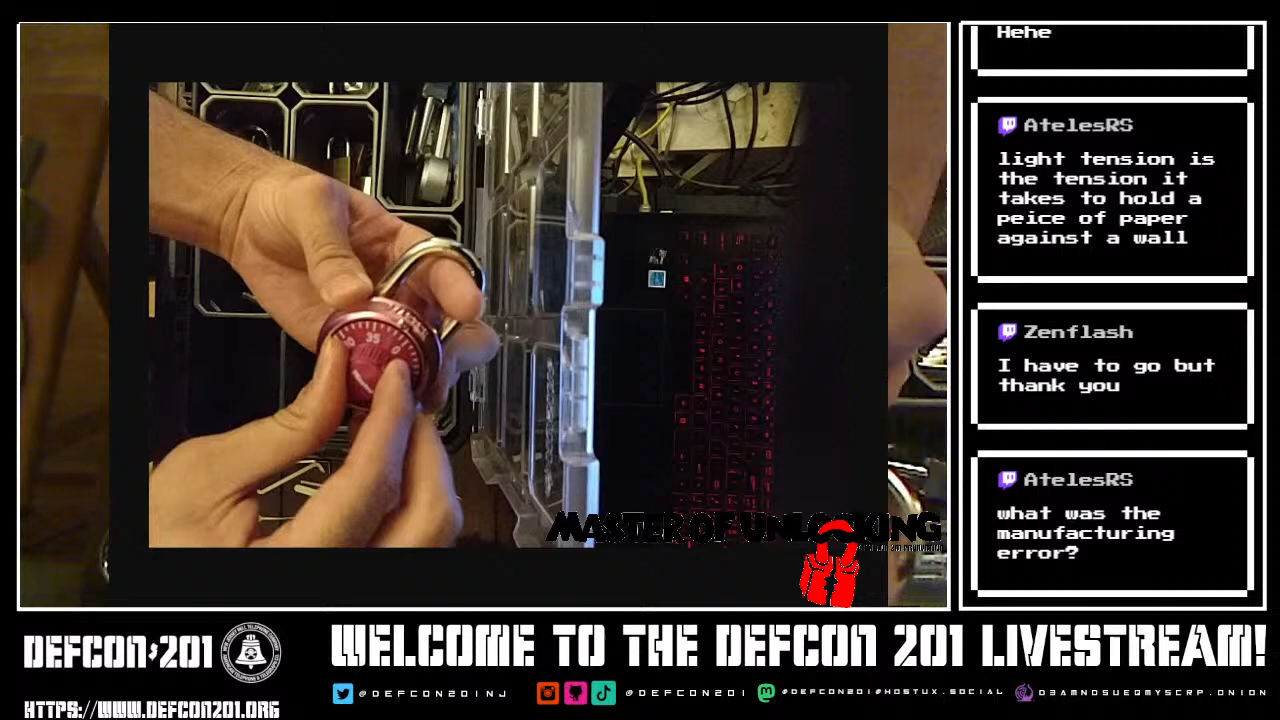 Hehe
AtelesRS
light tension is
the tension it
takes to hold a
peice of paper
against a wall
Zenflash
I have to go but
thank you
AtelesRS
what was the
manufacturing
error?
35
0
MASTER OF UNLOCKING
DEFCON 201
WELCOME TO THE DEFCON 201 LIVESTREAM!
HTTPS://WWW.DEFCON201.ORG
@DEFCON201NJ
@DEFCON201
@DEFCON201@HOSTUX.SOCIAL